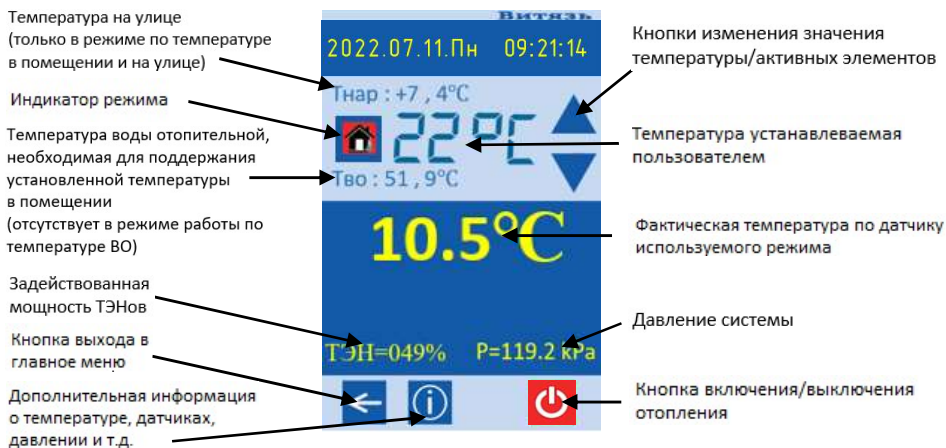 Температура на улице
(только в режиме по температуре
в помещении и на улице)
Индикатор режима
Температура воды отопительной,
необходимая для поддержания
установленной температуры
в помещении
(отсутствует в режиме работы по
температуре ВО)
Задействованная
мощность ТЭНов
Кнопка выхода в
главное меню
Дополнительная информация
о температуре, датчиках,
давлении и т.д.
Витязь
2022.07.11.Пн 09:21:14
Тнар : +7 , 4°C
22°C
Тво : 51 , 9°C
10.5°C
ТЭН=049% P=119.2 kPa
Кнопки изменения значения
температуры/активных элементов
Температура устанавлеваемая
пользователем
Фактическая температура по датчику
используемого режима
Давление системы
Кнопка включения/выключения
отопления